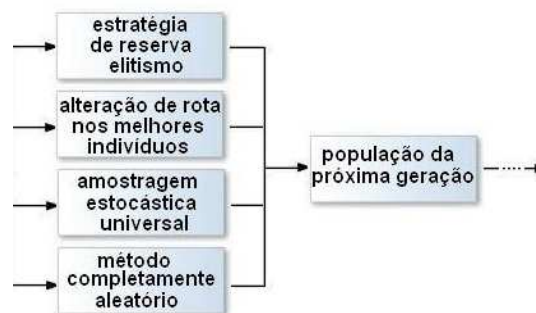 estratégia
de reserva
elitismo
alteração de rota
nos melhores
indivíduos
amostragem
estocástica
universal
método
completamente
aleatório
população da
próxima geração